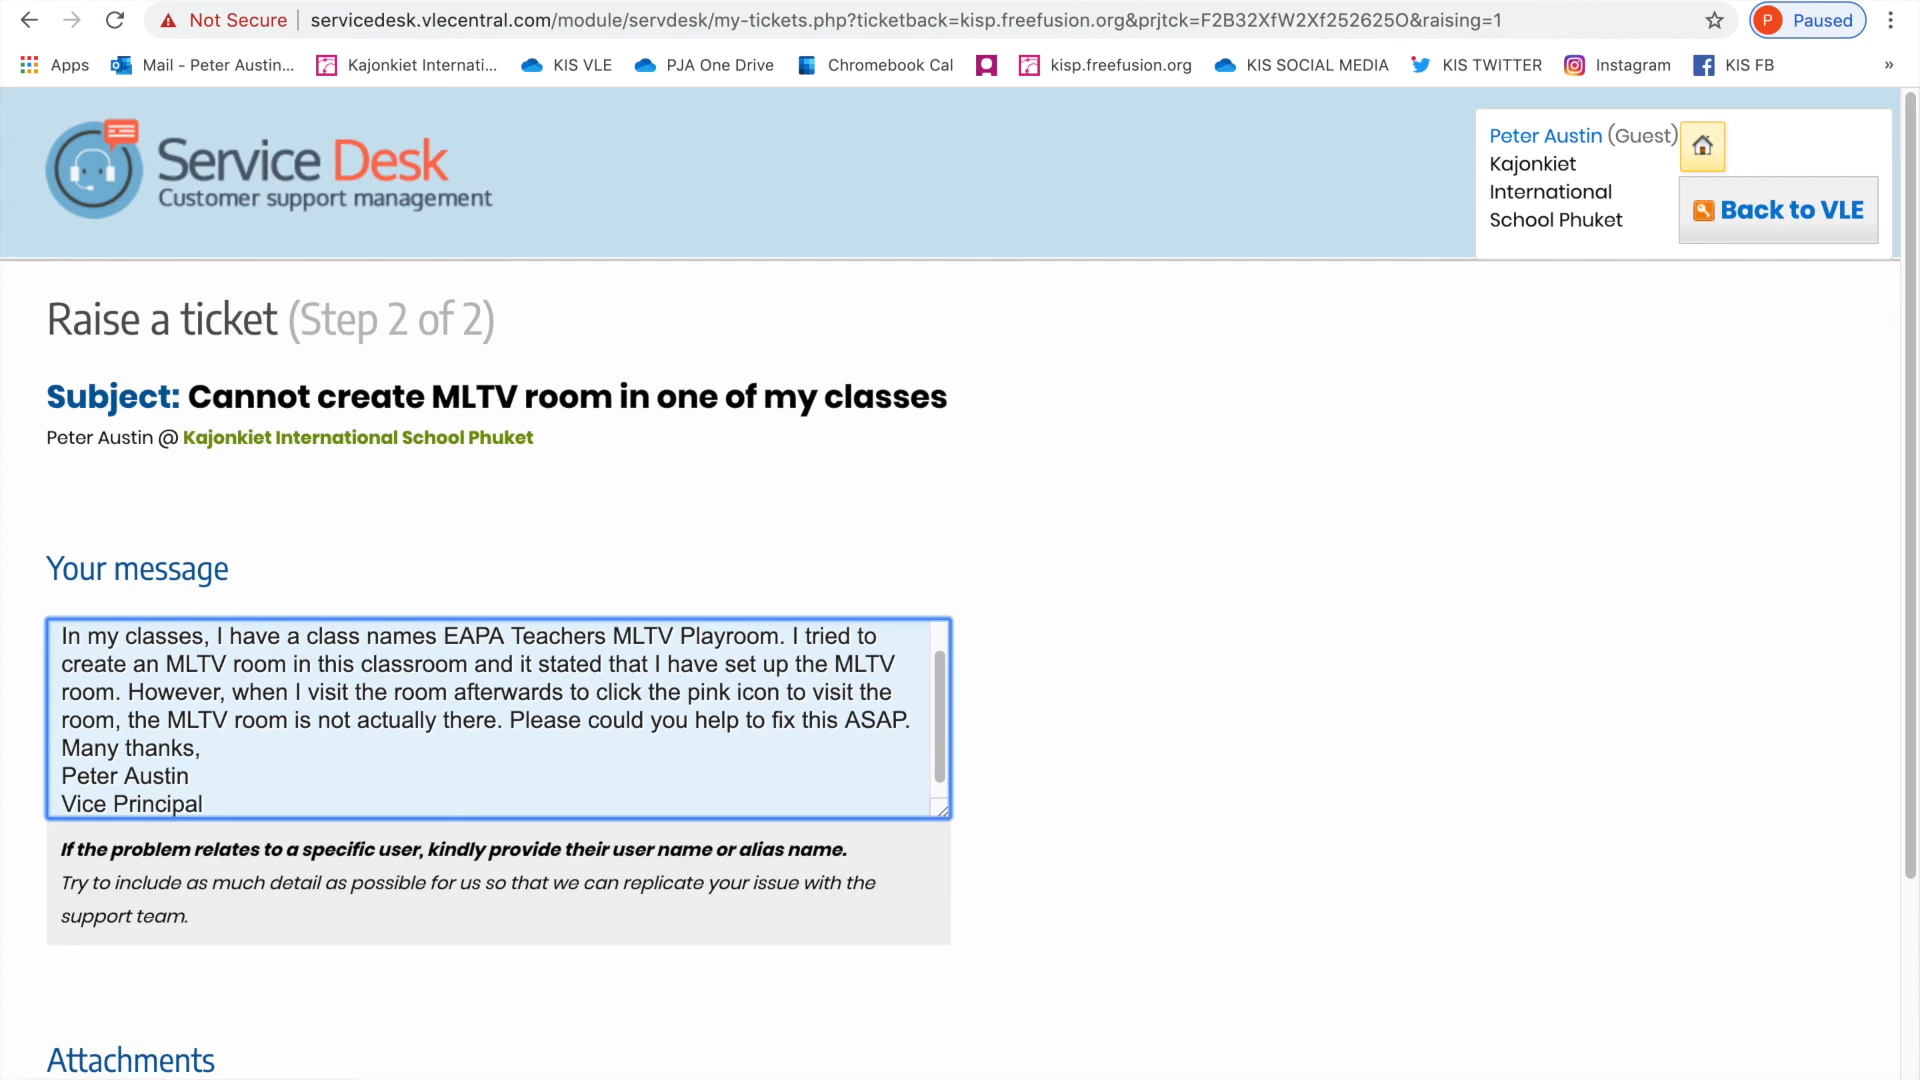 Not Secure
servicedesk.vlecentral.com/module/servdesk/my-tickets.php?ticketback=kisp.freefusion.org&prjtck=F2B32XfW2Xf252625O&raising=1
P Paused
Apps
Mail - Peter Austin...
Kajonkiet Internati...
KIS VLE
PJA One Drive
Chromebook Cal
kisp.freefusion.org
KIS SOCIAL MEDIA
KIS TWITTER
Instagram
KIS FB
»
Service Desk
Customer support management
Peter Austin (Guest)
Kajonkiet
International
School Phuket
Back to VLE
Raise a ticket (Step 2 of 2)
Subject: Cannot create MLTV room in one of my classes
Peter Austin @ Kajonkiet International School Phuket
Your message
In my classes, I have a class names EAPA Teachers MLTV Playroom. I tried to
create an MLTV room in this classroom and it stated that I have set up the MLTV
room. However, when I visit the room afterwards to click the pink icon to visit the
room, the MLTV room is not actually there. Please could you help to fix this ASAP.
Many thanks,
Peter Austin
Vice Principal
If the problem relates to a specific user, kindly provide their user name or alias name.
Try to include as much detail as possible for us so that we can replicate your issue with the
support team.
Attachments